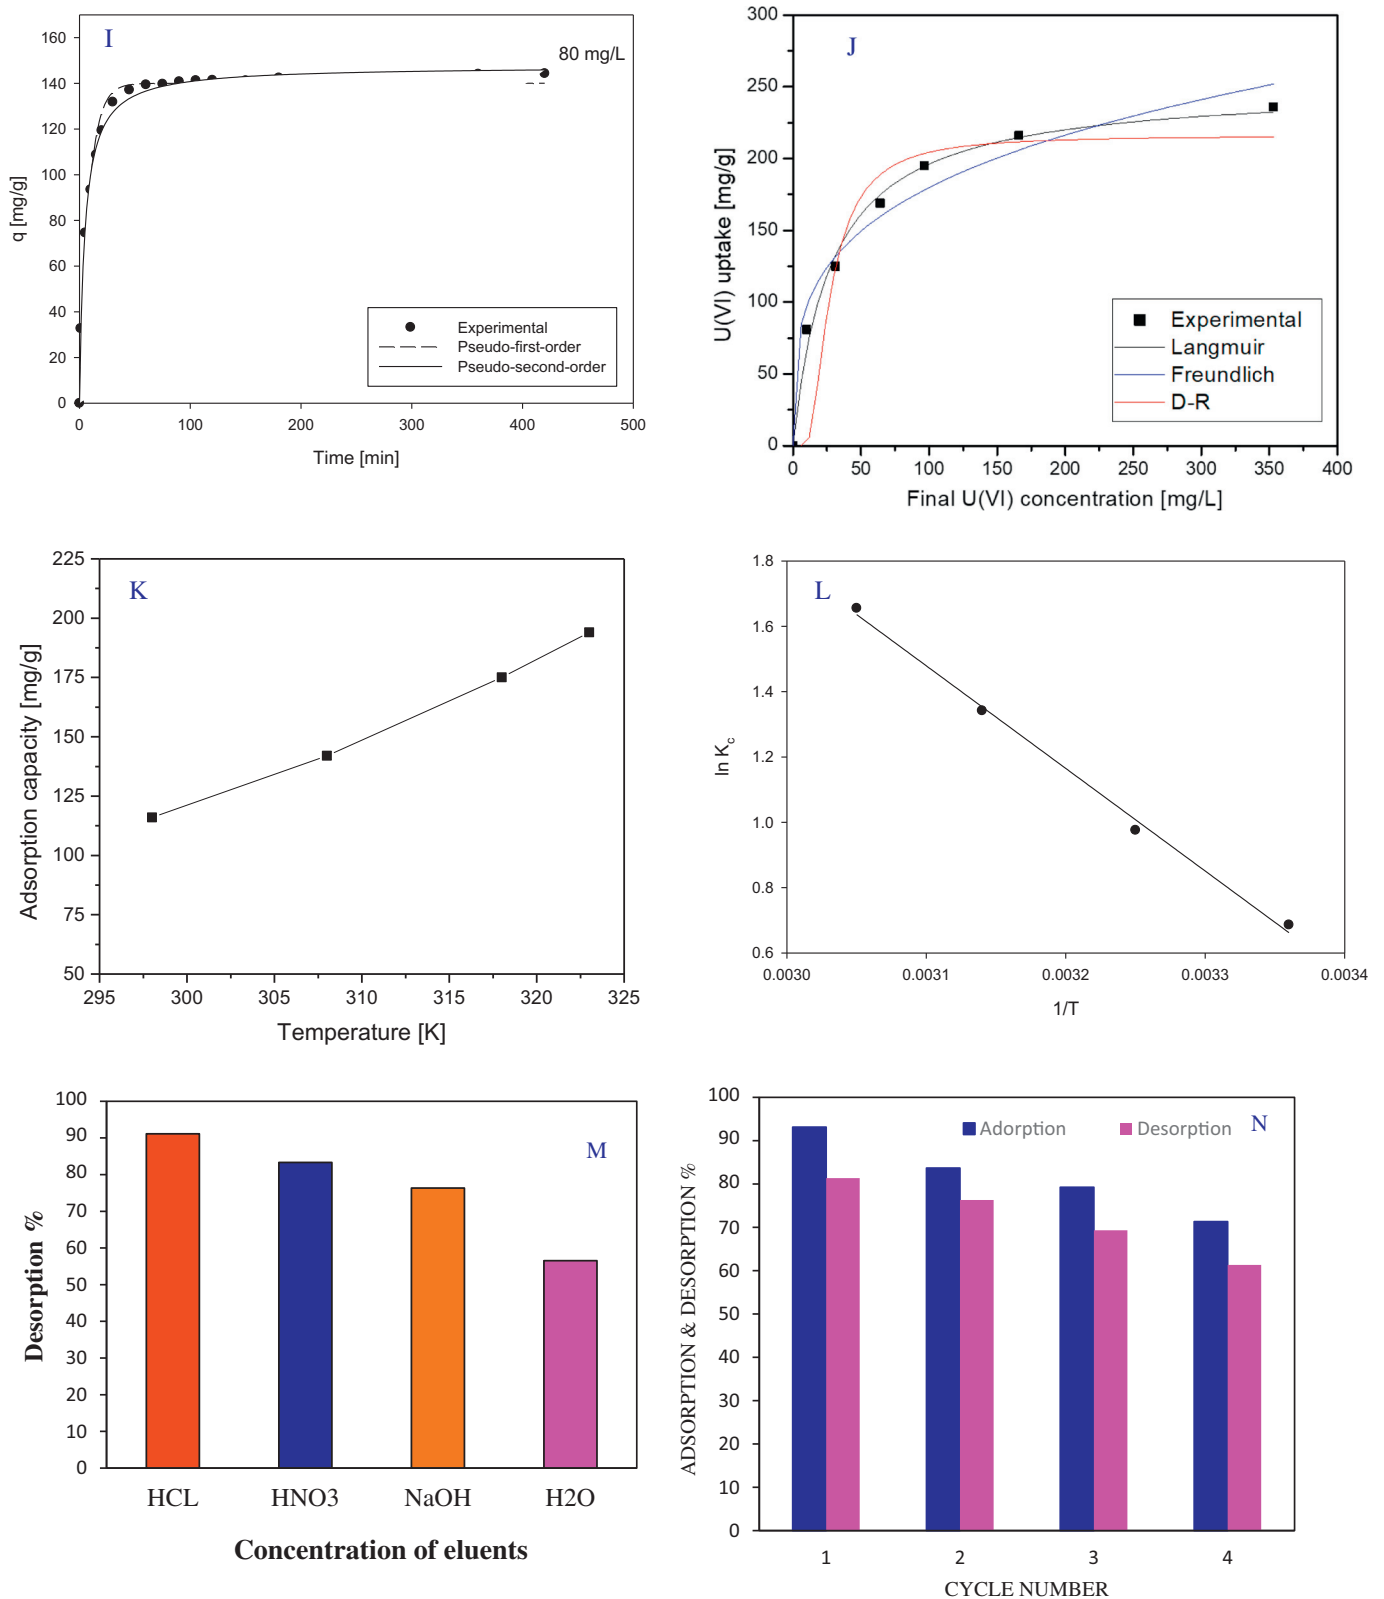 I
80 mg/L
160
140
120
100
80
60
40
20
0
q [mg/g]
Experimental
Pseudo-first-order
Pseudo-second-order
0 100 200 300 400 500
Time [min]
J
300
250
200
150
100
50
0
U(VI) uptake [mg/g]
Experimental
Langmuir
Freundlich
D-R
0 50 100 150 200 250 300 350 400
Final U(VI) concentration [mg/L]
K
225
200
175
150
125
100
75
50
Adsorption capacity [mg/g]
295 300 305 310 315 320 325
Temperature [K]
L
1.8
1.6
1.4
1.2
1.0
0.8
0.6
ln Kc
0.0030 0.0031 0.0032 0.0033 0.0034
1/T
M
100
90
80
70
60
50
40
30
20
10
0
Desorption %
HCL HNO3 NaOH H2O
Concentration of eluents
N
Adorption Desorption
100
90
80
70
60
50
40
30
20
10
0
ADSORPTION & DESORPTION %
1 2 3 4
CYCLE NUMBER